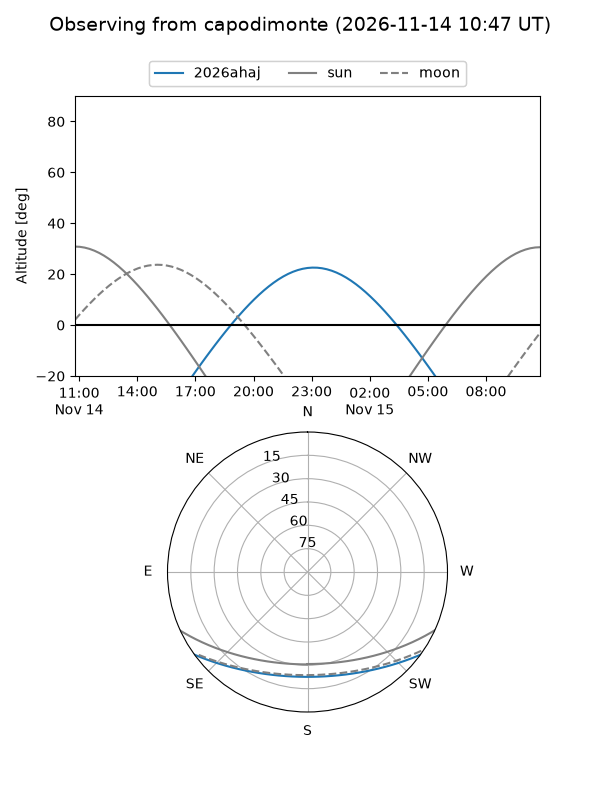 Observing from capodimonte (2026-11-14 10:47 UT)
2026ahaj sun moon
Altitude [deg]
80
60
40
20
0
−20
11:00 14:00 17:00 20:00 23:00 02:00 05:00 08:00
Nov 14 Nov 15
N
NE NW
15
30
45
60
75
E W
SE SW
S